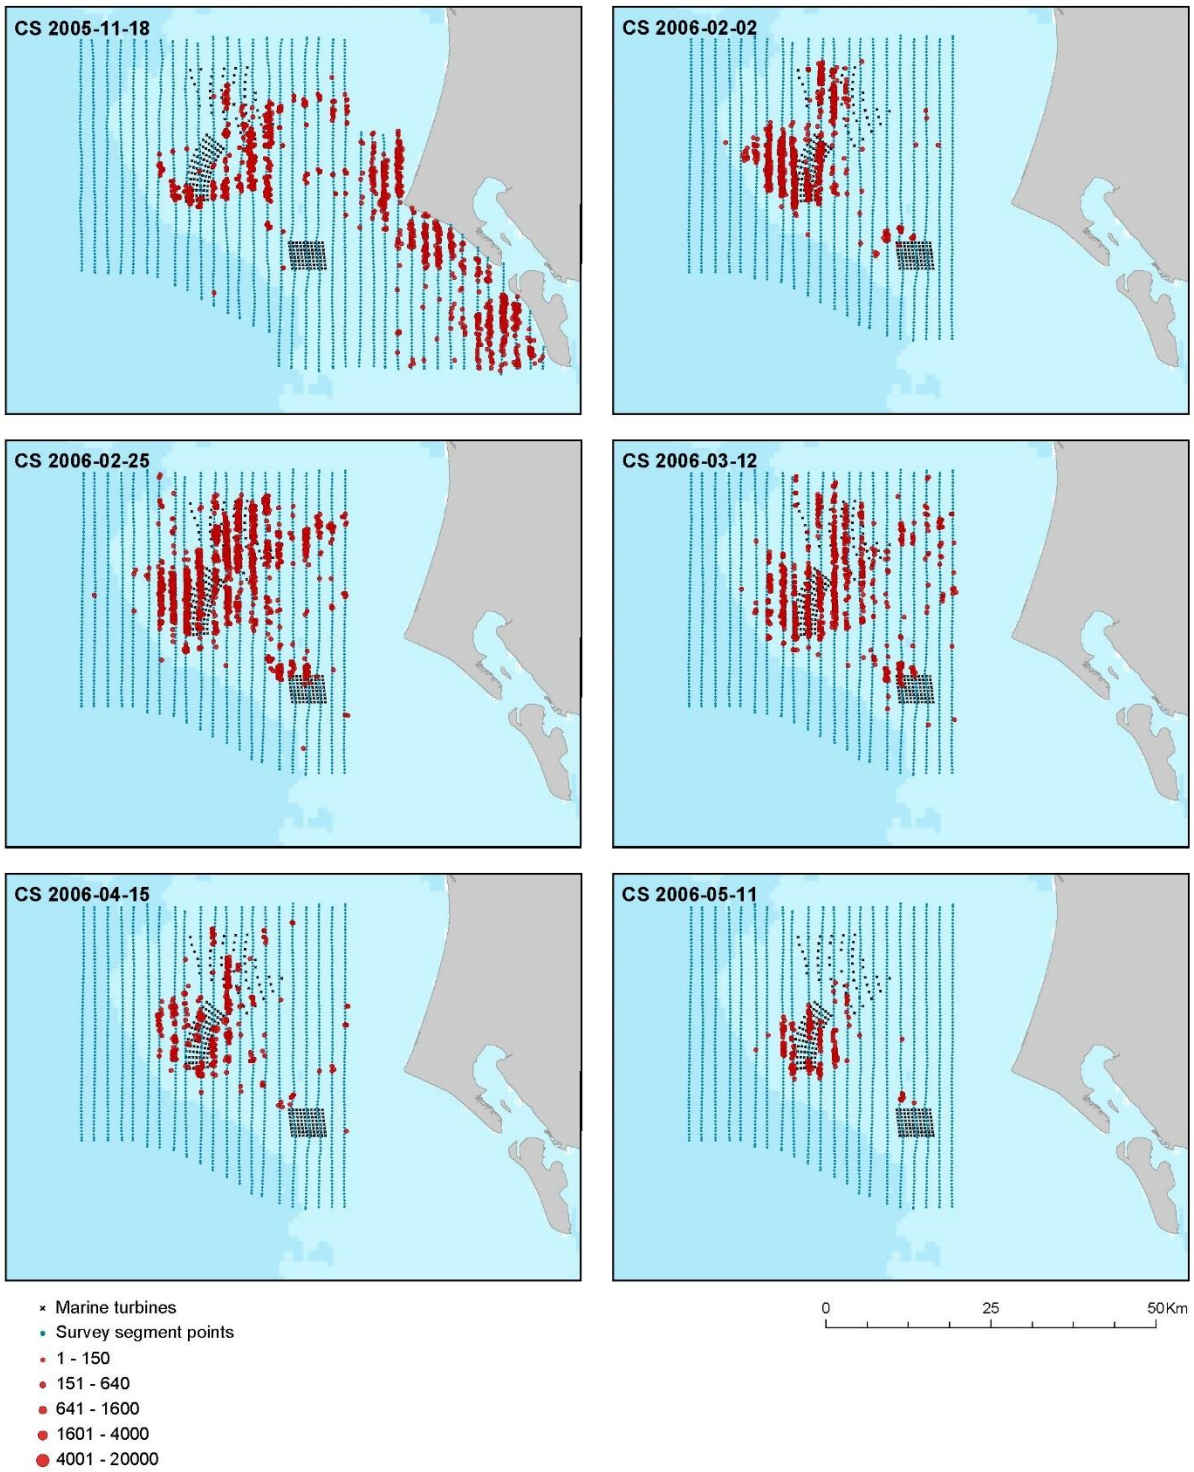 CS 2005-11-18
CS 2006-02-02
CS 2006-02-25
CS 2006-03-12
CS 2006-04-15
CS 2006-05-11
Marine turbines
Survey segment points
1 - 150
151 - 640
641 - 1600
1601 - 4000
4001 - 20000
0 25 50Km